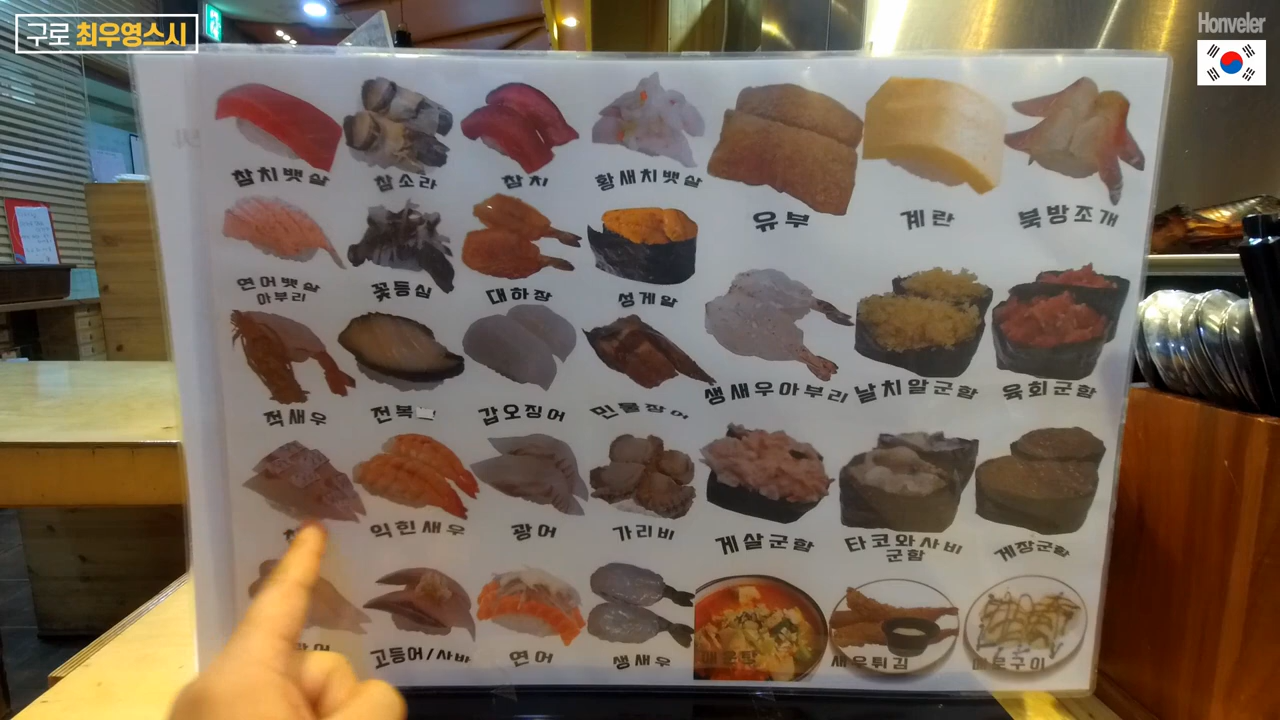 구로 최우영스시
Honveler
참치뱃살
참소라
참치
황새치뱃살
유부
계란
북방조개
연어뱃살
아부리
꽃등심
대하장
성게알
생새우아부리
날치알군함
육회군함
적새우
전복
갑오징어
민물장어
익힌새우
광어
가리비
게살군함
타코와사비
군함
게장군함
고등어/사바
연어
생새우
매운탕
새우튀김